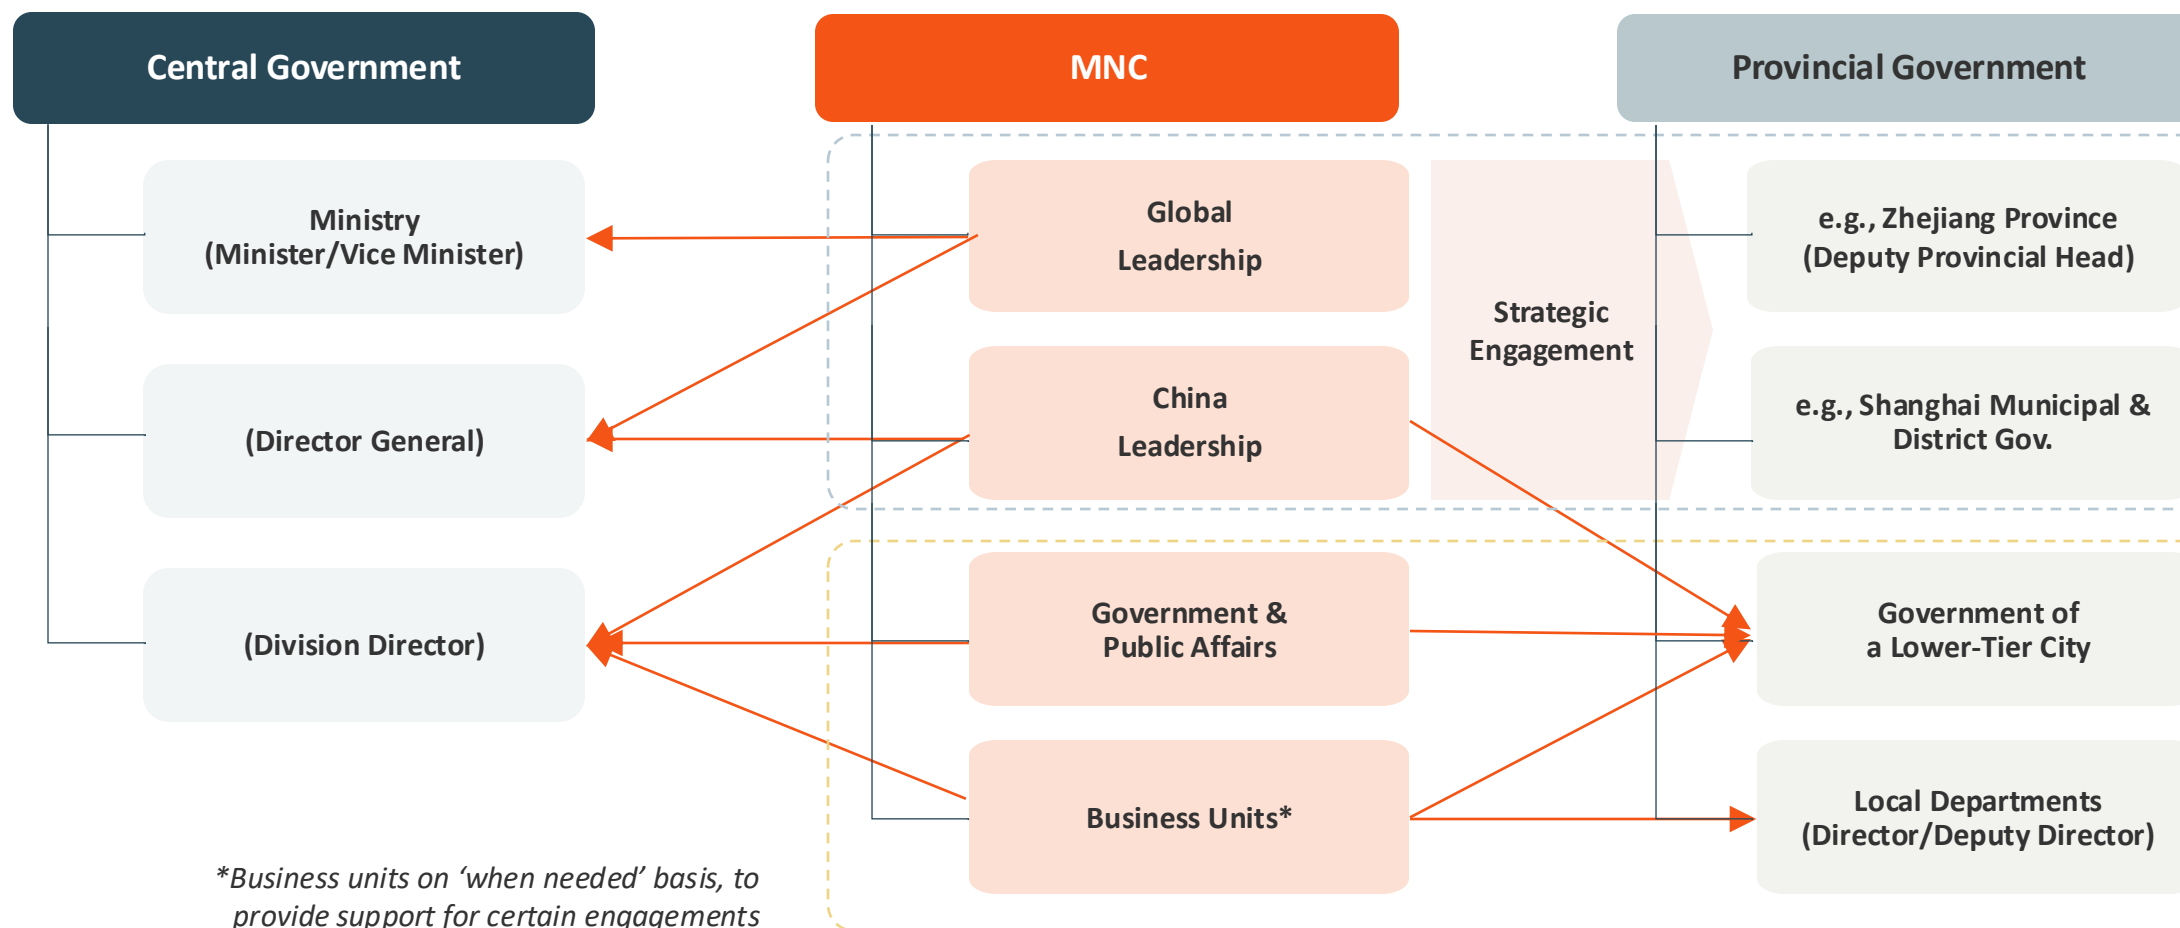 Central Government
MNC
Provincial Government
Ministry
(Minister/Vice Minister)
(Director General)
(Division Director)
Global
Leadership
China
Leadership
Government &
Public Affairs
Business Units*
Strategic
Engagement
e.g., Zhejiang Province
(Deputy Provincial Head)
e.g., Shanghai Municipal &
District Gov.
Government of
a Lower-Tier City
Local Departments
(Director/Deputy Director)
*Business units on ‘when needed’ basis, to
provide support for certain engagements